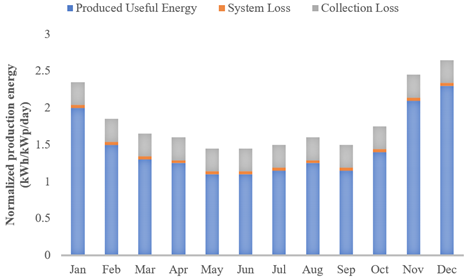 Produced Useful Energy System Loss Collection Loss
Normalized production energy
(kWh/kWp/day)
3
2.5
2
1.5
1
0.5
0
Jan Feb Mar Apr May Jun Jul Aug Sep Oct Nov Dec